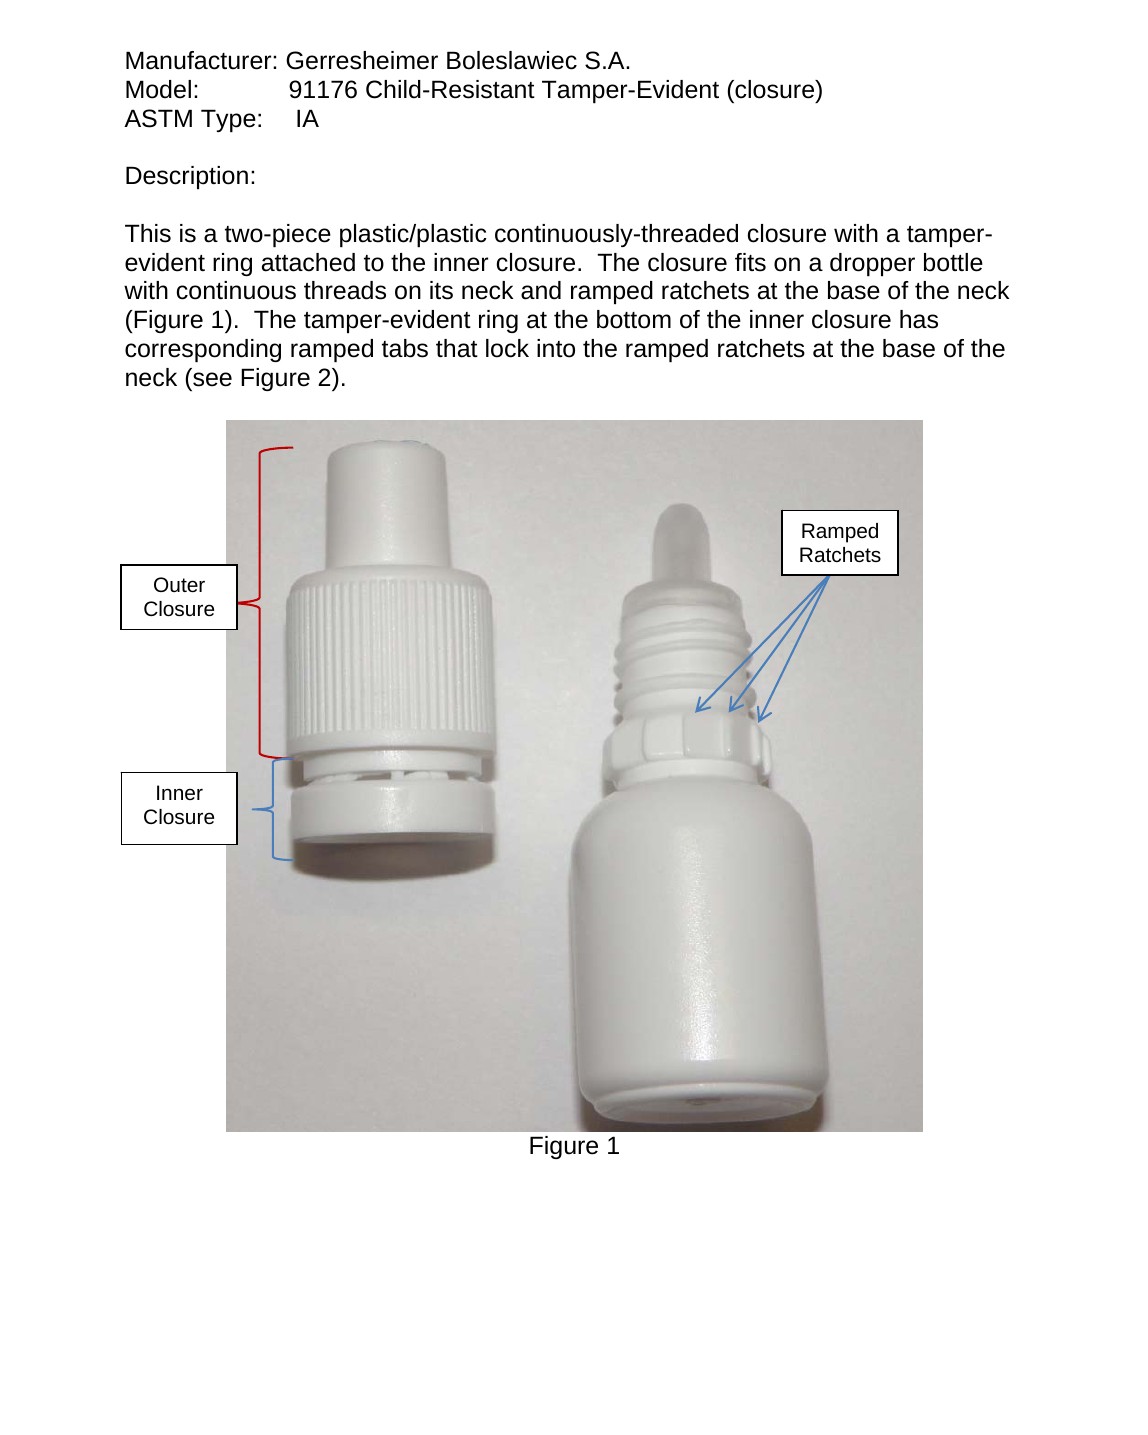 Manufacturer: Gerresheimer Boleslawiec S.A.
Model: 91176 Child-Resistant Tamper-Evident (closure)
ASTM Type: IA
Description:
This is a two-piece plastic/plastic continuously-threaded closure with a tamper-
evident ring attached to the inner closure. The closure fits on a dropper bottle
with continuous threads on its neck and ramped ratchets at the base of the neck
(Figure 1). The tamper-evident ring at the bottom of the inner closure has
corresponding ramped tabs that lock into the ramped ratchets at the base of the
neck (see Figure 2).
Ramped
Ratchets
Outer
Closure
Inner
Closure
Figure 1